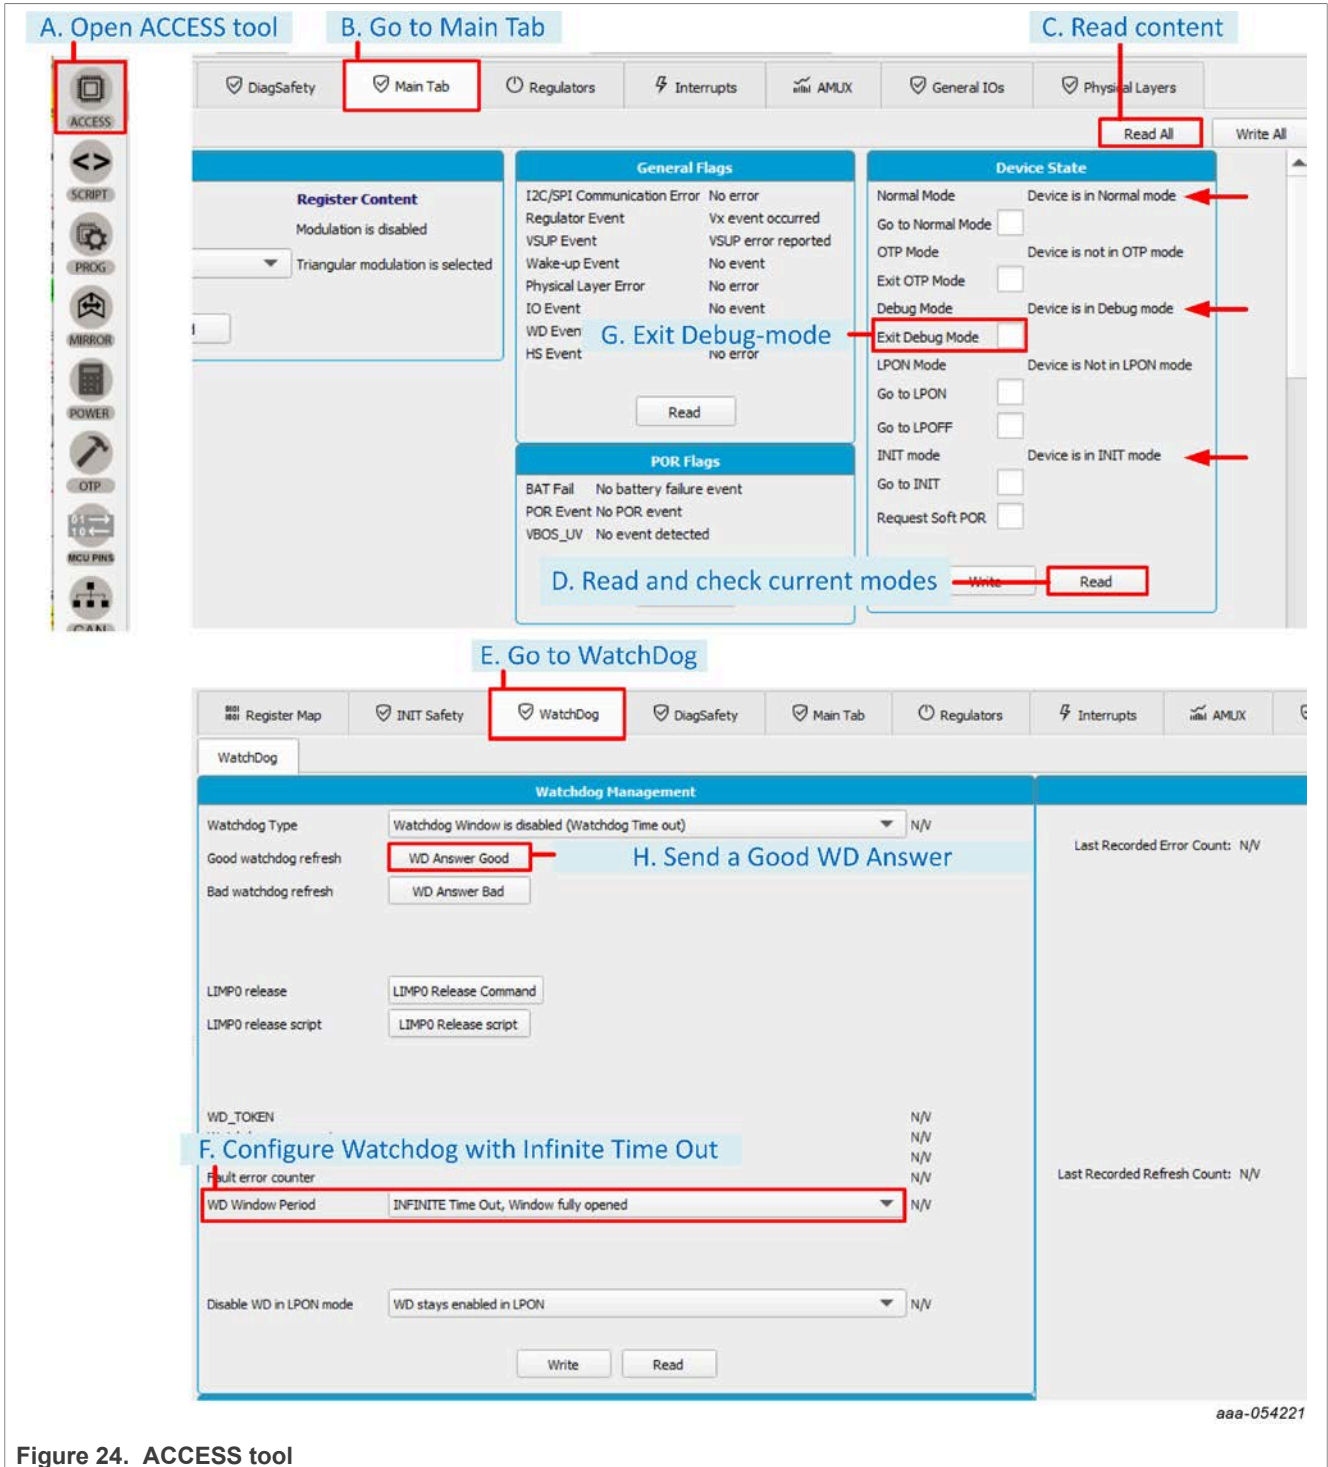 A. Open ACCESS tool
B. Go to Main Tab
C. Read content
ACCESS
SCRIPT
PROG
MIRROR
POWER
OTP
MCU PINS
CAN
DiagSafety
Main Tab
Regulators
Interrupts
AMUX
General IOs
Physical Layers
Read All
Write All
Register Content
Modulation is disabled
Triangular modulation is selected
General Flags
I2C/SPI Communication Error No error
Regulator Event Vx event occurred
VSUP Event VSUP error reported
Wake-up Event No event
Physical Layer Error No error
IO Event No event
WD Even
HS Event No error
Read
G. Exit Debug-mode
POR Flags
BAT Fail No battery failure event
POR Event No POR event
VBOS_UV No event detected
Device State
Normal Mode Device is in Normal mode
Go to Normal Mode
OTP Mode Device is not in OTP mode
Exit OTP Mode
Debug Mode Device is in Debug mode
Exit Debug Mode
LPON Mode Device is Not in LPON mode
Go to LPON
Go to LPOFF
INIT mode Device is in INIT mode
Go to INIT
Request Soft POR
D. Read and check current modes
Write
Read
E. Go to WatchDog
Register Map
INIT Safety
WatchDog
DiagSafety
Main Tab
Regulators
Interrupts
AMUX
WatchDog
Watchdog Management
Watchdog Type Watchdog Window is disabled (Watchdog Time out) N/V
Good watchdog refresh WD Answer Good
H. Send a Good WD Answer
Bad watchdog refresh WD Answer Bad
Last Recorded Error Count: N/V
LIMP0 release LIMP0 Release Command
LIMP0 release script LIMP0 Release script
WD_TOKEN N/V
N/V
F. Configure Watchdog with Infinite Time Out
N/V
Fault error counter N/V
Last Recorded Refresh Count: N/V
WD Window Period INFINITE Time Out, Window fully opened N/V
Disable WD in LPON mode WD stays enabled in LPON N/V
Write
Read
aaa-054221
Figure 24. ACCESS tool